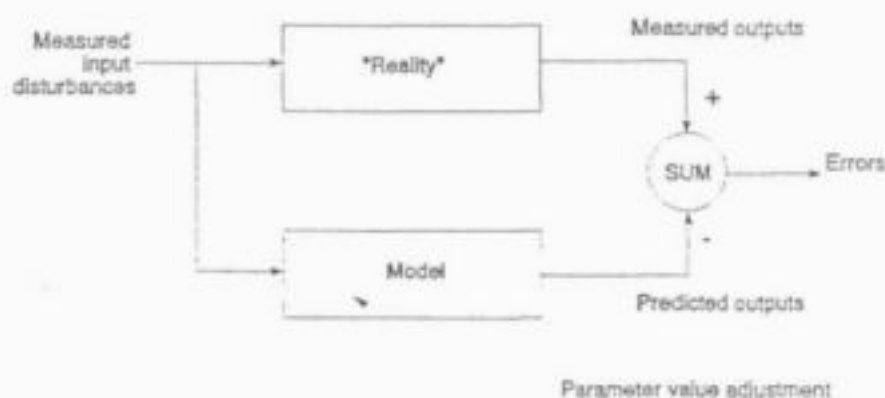 Measured
input
disturbances
"Reality"
Measured outputs
+
SUM
Errors
-
Model
Predicted outputs
Parameter value adjustment